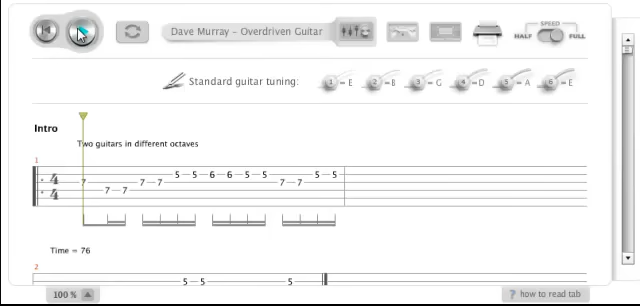 Dave Murray - Overdriven Guitar
SPEED
HALF FULL
Standard guitar tuning: 1 = E 2 = B 3 = G 4 = D 5 = A 6 = E
Intro
Two guitars in different octaves
1
4 4
7 7 7 7 7 5 5 6 6 5 5 7 7 5 5
Time = 76
2
5 5 5
100 % ? how to read tab